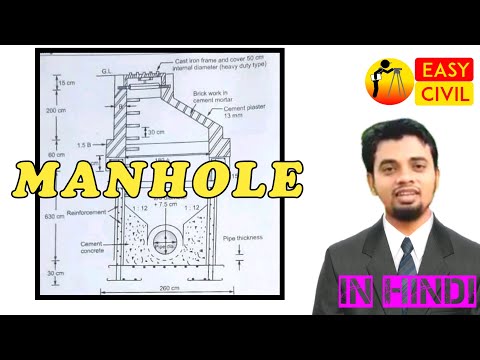 Cast iron frame and cover 50 cm
internal diameter (heavy duty type)
G.L.
15 cm
Brick work in
cement mortar
Cement plaster
13 mm
200 cm
B
30 cm
1.5 B
60 cm
MANHOLE
+ 7.5 cm
1 : 12
1 : 12
Reinforcement
630 cm
Cement
concrete
Pipe thickness
30 cm
260 cm
EASY
CIVIL
IN HINDI